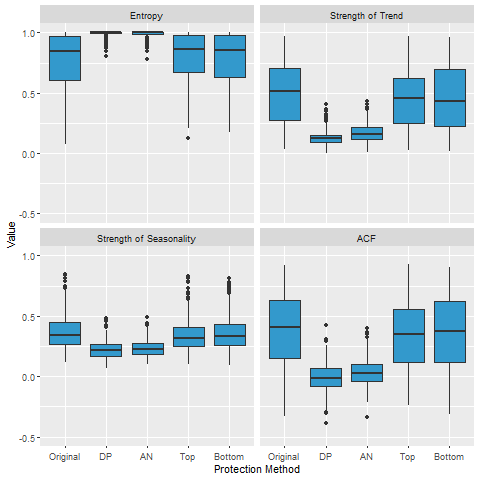 Entropy
Strength of Trend
1.0
0.5
0.0
-0.5
Strength of Seasonality
ACF
1.0
0.5
0.0
-0.5
Value
Original DP AN Top Bottom
Original DP AN Top Bottom
Protection Method